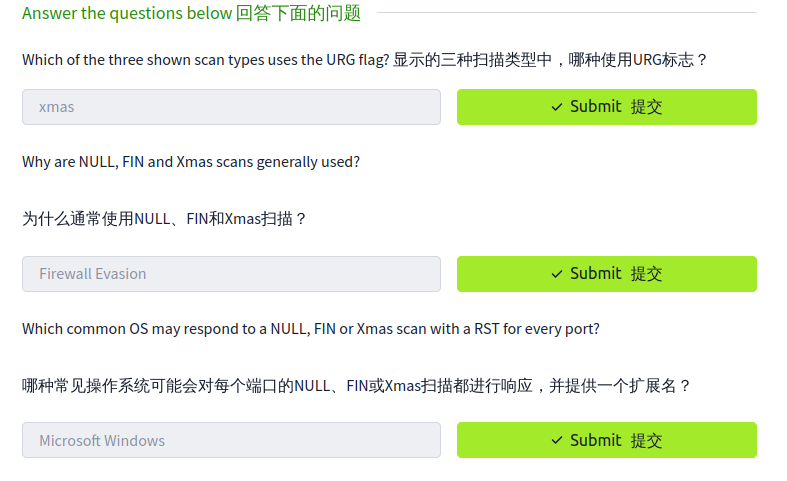 Answer the questions below 回答下面的问题
Which of the three shown scan types uses the URG flag? 显示的三种扫描类型中，哪种使用URG标志？
xmas
Submit 提交
Why are NULL, FIN and Xmas scans generally used?
为什么通常使用NULL、FIN和Xmas扫描？
Firewall Evasion
Submit 提交
Which common OS may respond to a NULL, FIN or Xmas scan with a RST for every port?
哪种常见操作系统可能会对每个端口的NULL、FIN或Xmas扫描都进行响应，并提供一个扩展名？
Microsoft Windows
Submit 提交